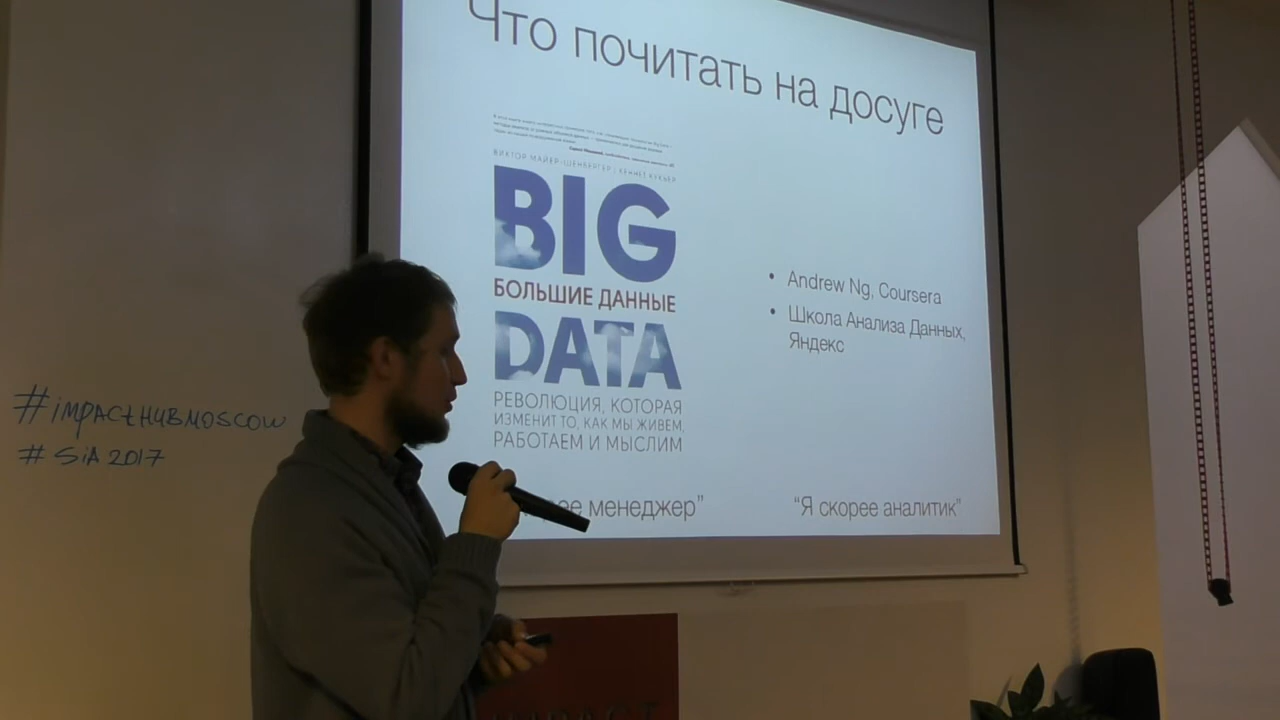 Что почитать на досуге
ВИКТОР МАЙЕР-ШЕНБЕРГЕР | КЕННЕТ КУКЬЕР
BIG
БОЛЬШИЕ ДАННЫЕ
DATA
РЕВОЛЮЦИЯ, КОТОРАЯ
ИЗМЕНИТ ТО, КАК МЫ ЖИВЕМ,
РАБОТАЕМ И МЫСЛИМ
• Andrew Ng, Coursera
• Школа Анализа Данных,
Яндекс
менеджер”
“Я скорее аналитик”
#impacthubmoscow
# SiA 2017
IMPACT